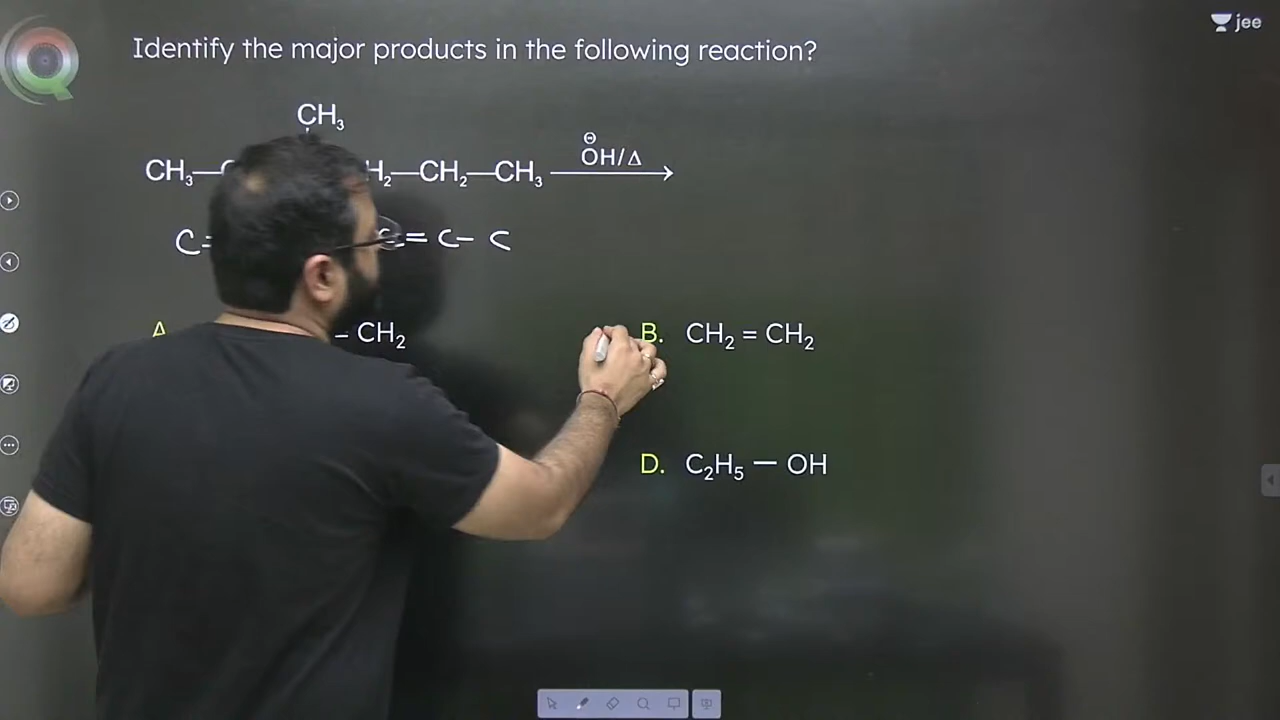 jee
Identify the major products in the following reaction?
CH₃
CH₃—C H₂—CH₂—CH₃ ⊖OH/Δ
C= C=C–C
A – CH₂
B. CH₂ = CH₂
D. C₂H₅ — OH